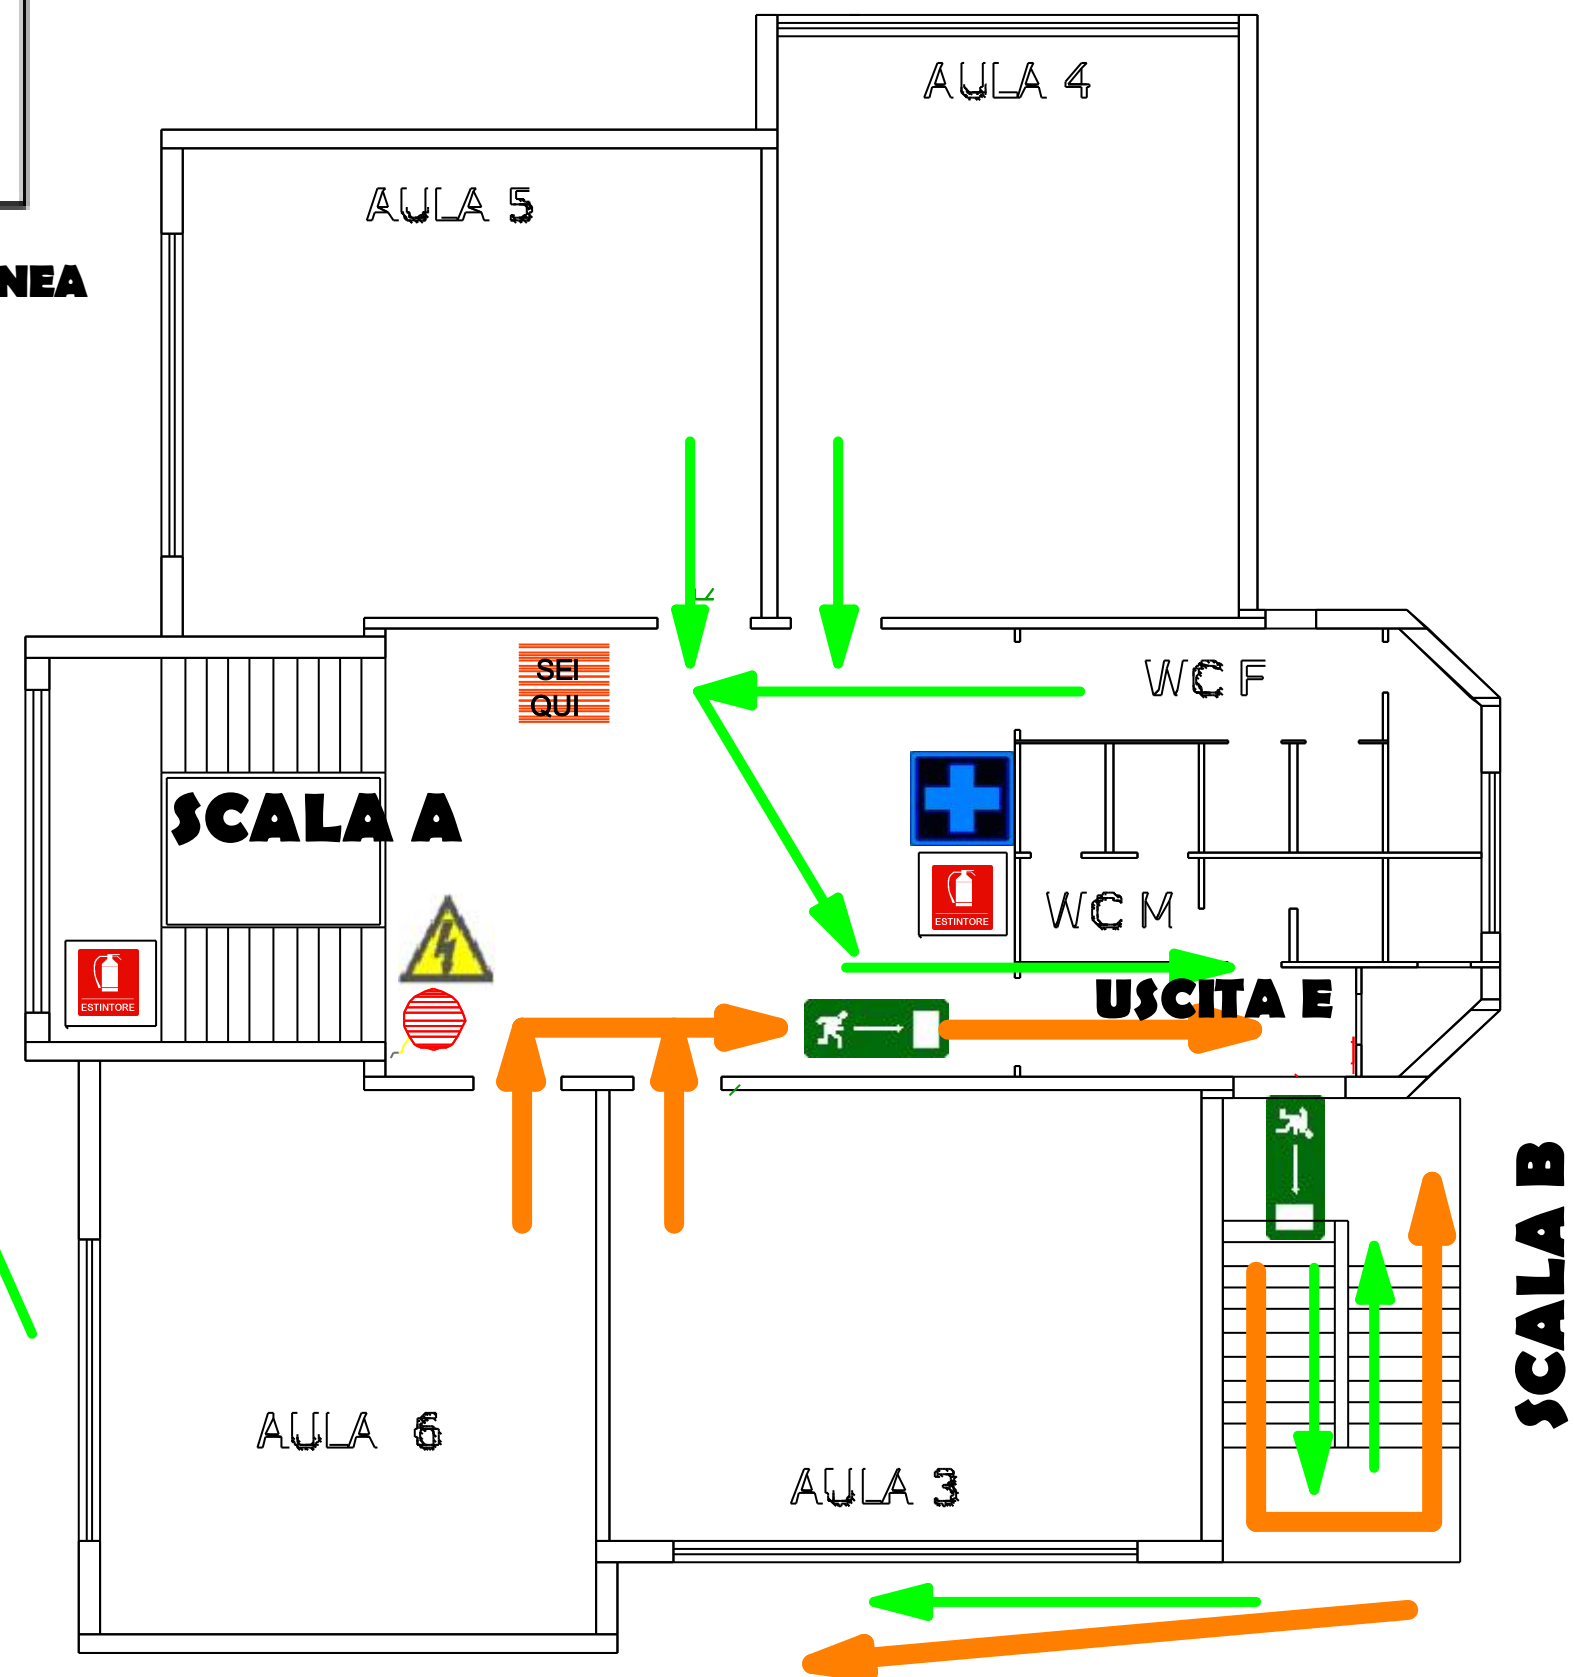 AULA 4
AULA 5
NEA
SEI
QUI
WC F
SCALA A
ESTINTORE
WC M
ESTINTORE
USCITA E
SCALA B
AULA 6
AULA 3